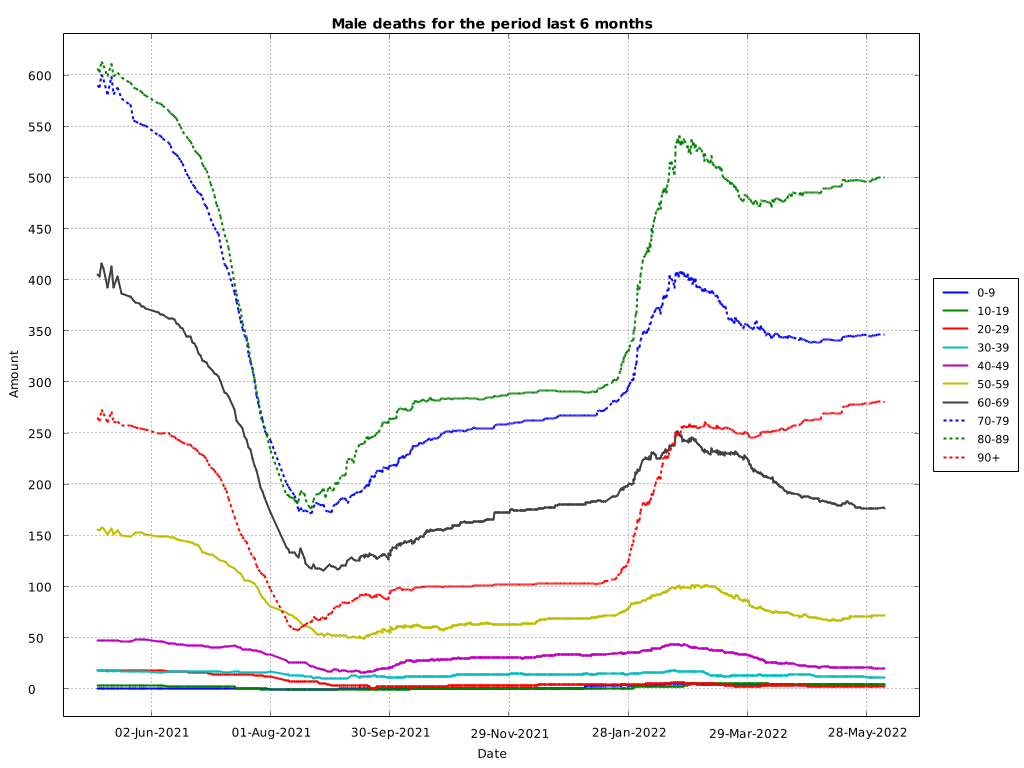 Male deaths for the period last 6 months
600
550
500
450
400
350
300
250
200
150
100
50
0
Amount
02-Jun-2021
01-Aug-2021
30-Sep-2021
29-Nov-2021
28-Jan-2022
29-Mar-2022
28-May-2022
Date
0-9
10-19
20-29
30-39
40-49
50-59
60-69
70-79
80-89
90+